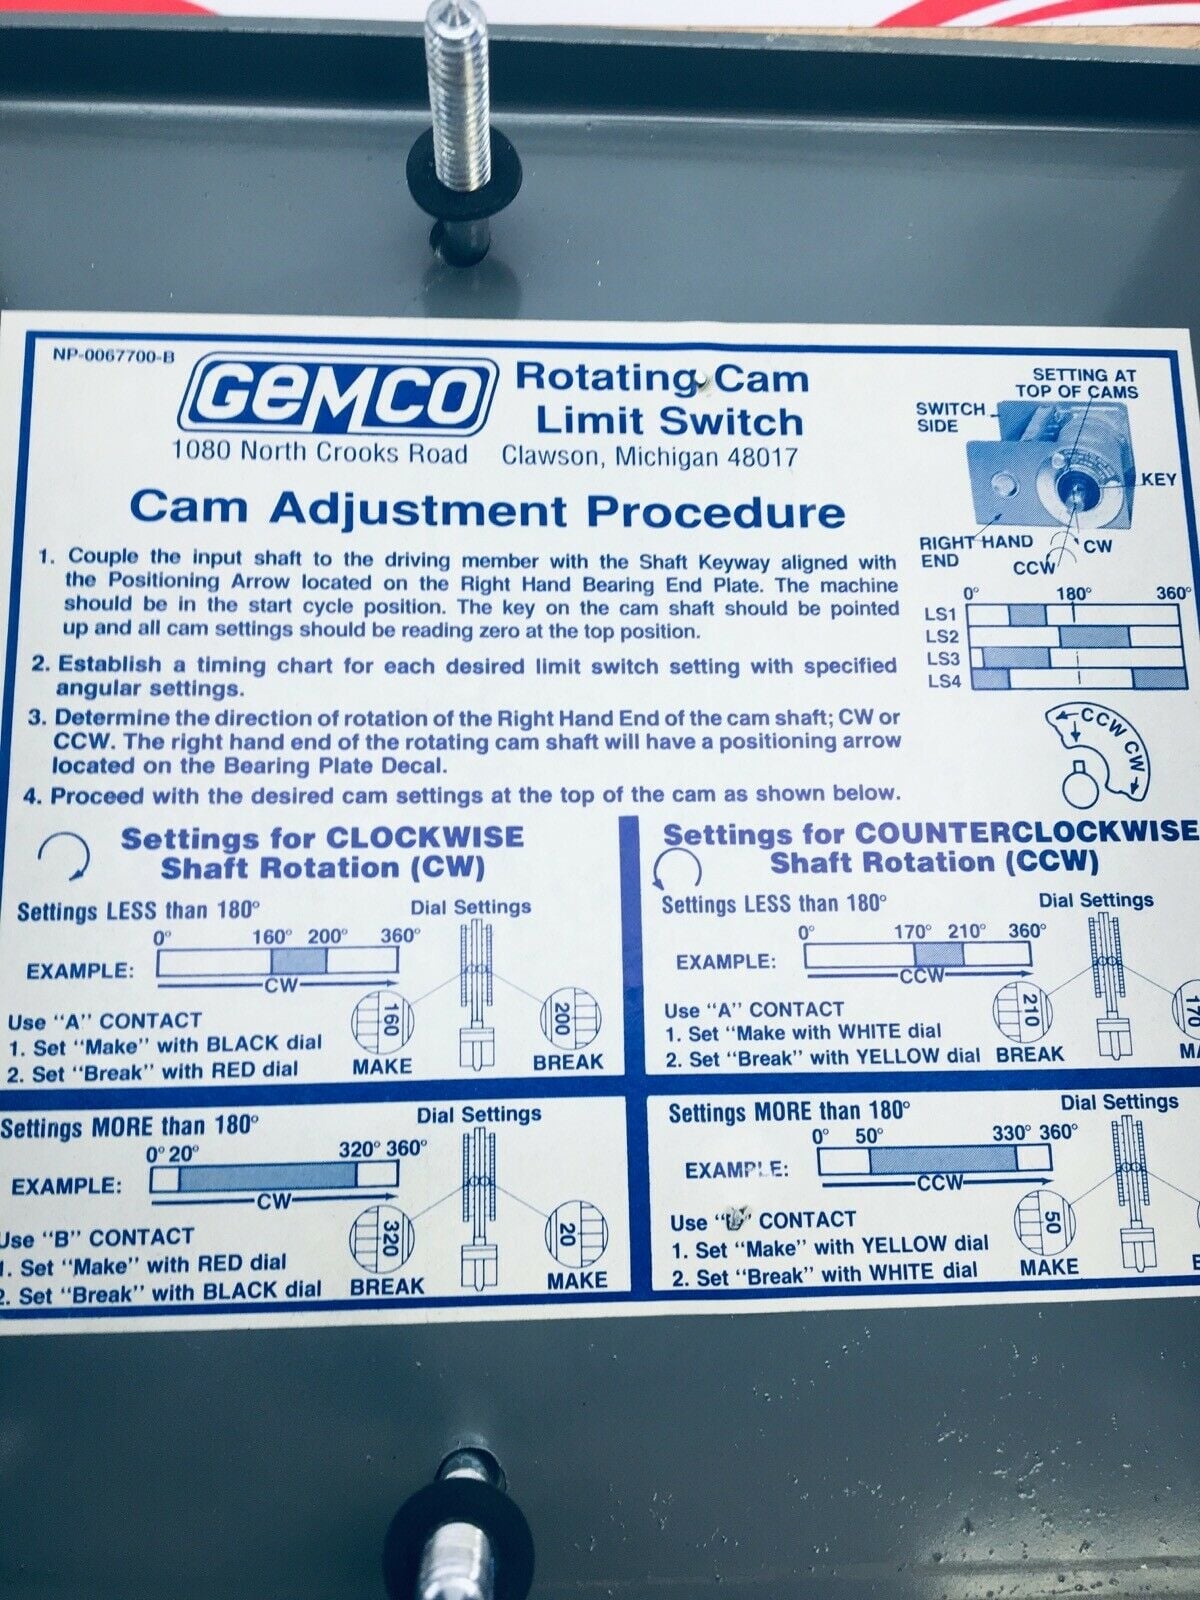 NP-0067700-B
GEMCO
Rotating Cam
Limit Switch
1080 North Crooks Road Clawson, Michigan 48017
SETTING AT
TOP OF CAMS
SWITCH
SIDE
KEY
RIGHT HAND
END
CW
CCW
Cam Adjustment Procedure
1. Couple the input shaft to the driving member with the Shaft Keyway aligned with
the Positioning Arrow located on the Right Hand Bearing End Plate. The machine
should be in the start cycle position. The key on the cam shaft should be pointed
up and all cam settings should be reading zero at the top position.
2. Establish a timing chart for each desired limit switch setting with specified
angular settings.
3. Determine the direction of rotation of the Right Hand End of the cam shaft; CW or
CCW. The right hand end of the rotating cam shaft will have a positioning arrow
located on the Bearing Plate Decal.
4. Proceed with the desired cam settings at the top of the cam as shown below.
0° 180° 360°
LS1
LS2
LS3
LS4
CCW CW
Settings for CLOCKWISE
Shaft Rotation (CW)
Settings LESS than 180°
Dial Settings
0° 160° 200° 360°
EXAMPLE:
CW
Use "A" CONTACT
1. Set "Make" with BLACK dial
2. Set "Break" with RED dial
160
MAKE
200
BREAK
Settings for COUNTERCLOCKWISE
Shaft Rotation (CCW)
Settings LESS than 180°
Dial Settings
0° 170° 210° 360°
EXAMPLE:
CCW
Use "A" CONTACT
1. Set "Make with WHITE dial
2. Set "Break" with YELLOW dial
210
BREAK
170
MA
Settings MORE than 180°
Dial Settings
0° 20° 320° 360°
EXAMPLE:
CW
Use "B" CONTACT
1. Set "Make" with RED dial
2. Set "Break" with BLACK dial
320
BREAK
20
MAKE
Settings MORE than 180°
Dial Settings
0° 50° 330° 360°
EXAMPLE:
CCW
Use " " CONTACT
1. Set "Make" with YELLOW dial
2. Set "Break" with WHITE dial
50
MAKE